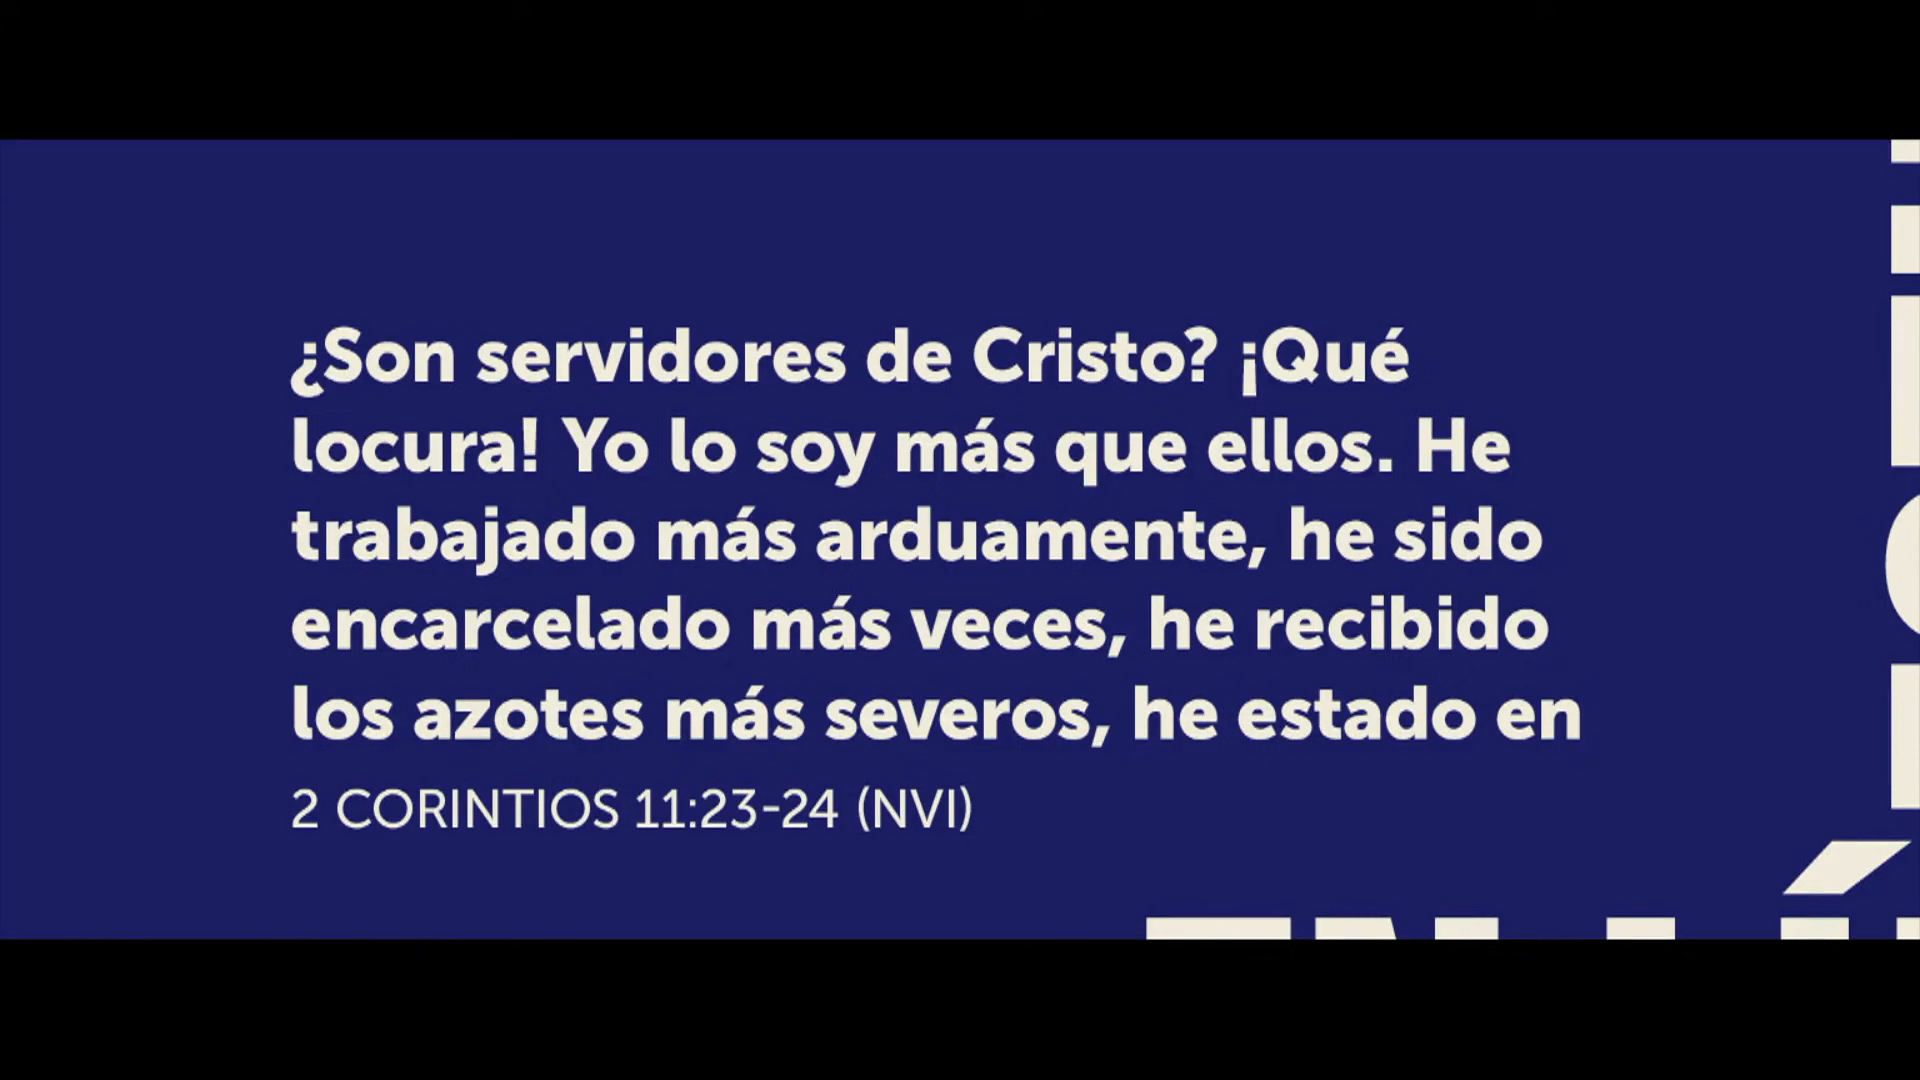 ¿Son servidores de Cristo? ¡Qué
locura! Yo lo soy más que ellos. He
trabajado más arduamente, he sido
encarcelado más veces, he recibido
los azotes más severos, he estado en
2 CORINTIOS 11:23-24 (NVI)